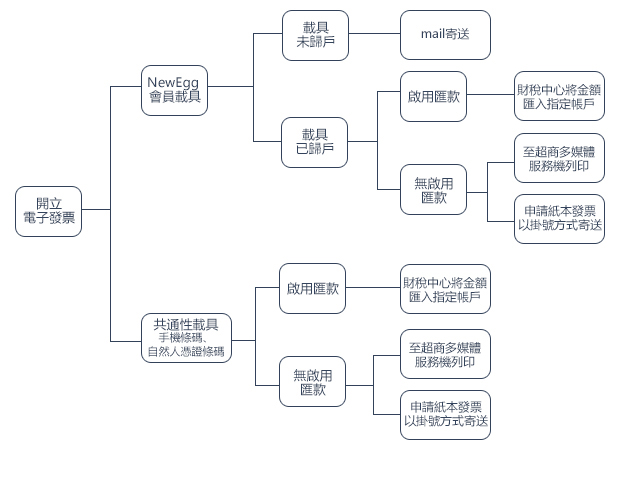 開立
電子發票
NewEgg
會員載具
載具
未歸戶
mail寄送
載具
已歸戶
啟用匯款
財稅中心將金額
匯入指定帳戶
無啟用
匯款
至超商多媒體
服務機列印
申請紙本發票
以掛號方式寄送
共通性載具
手機條碼、
自然人憑證條碼
啟用匯款
財稅中心將金額
匯入指定帳戶
無啟用
匯款
至超商多媒體
服務機列印
申請紙本發票
以掛號方式寄送